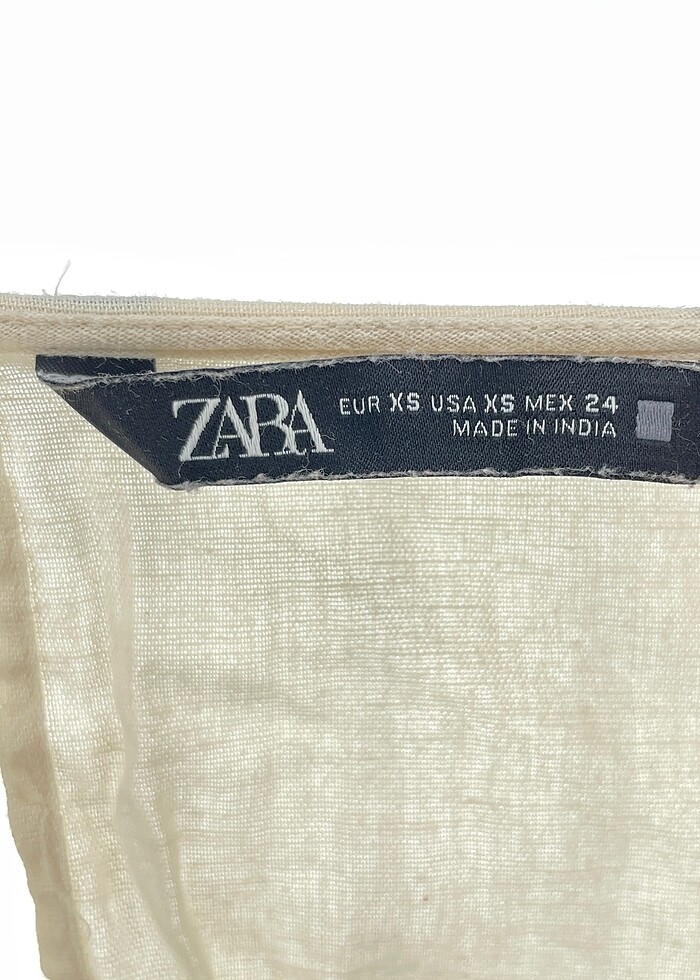 ZARA
EUR XS USA XS MEX 24
MADE IN INDIA